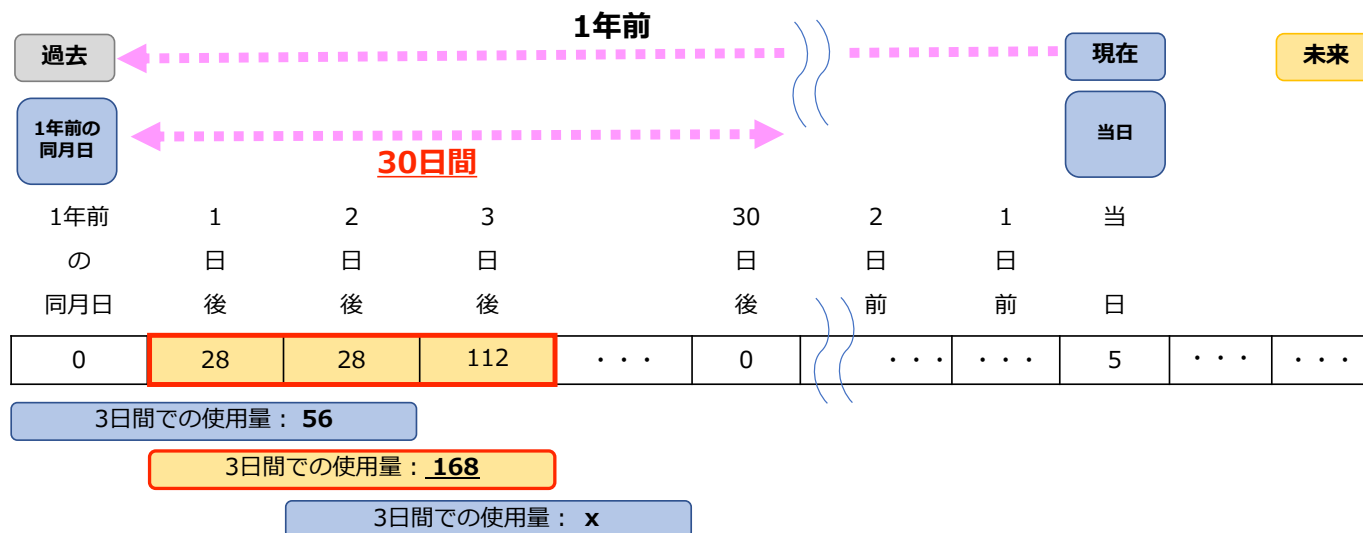 1年前
過去
現在
未来
1年前の
同月日
当日
30日間
1年前
の
同月日
1
日
後
2
日
後
3
日
後
30
日
後
2
日
前
1
日
前
当
日
0 28 28 112 ・・・ 0 ・・・ ・・・ 5 ・・・ ・・・
3日間での使用量： 56
3日間での使用量： 168
3日間での使用量： x